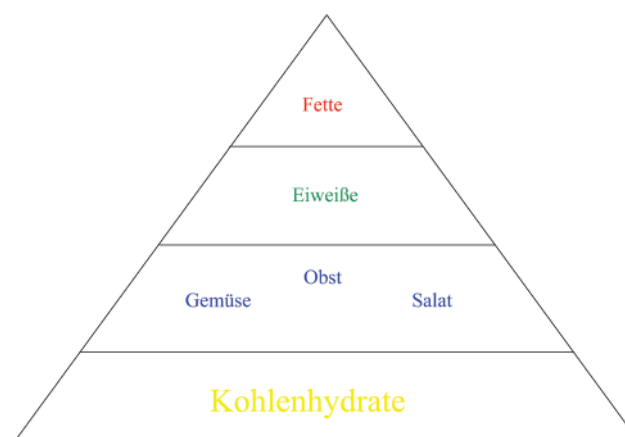 Fette
Eiweiße
Obst
Gemüse
Salat
Kohlenhydrate